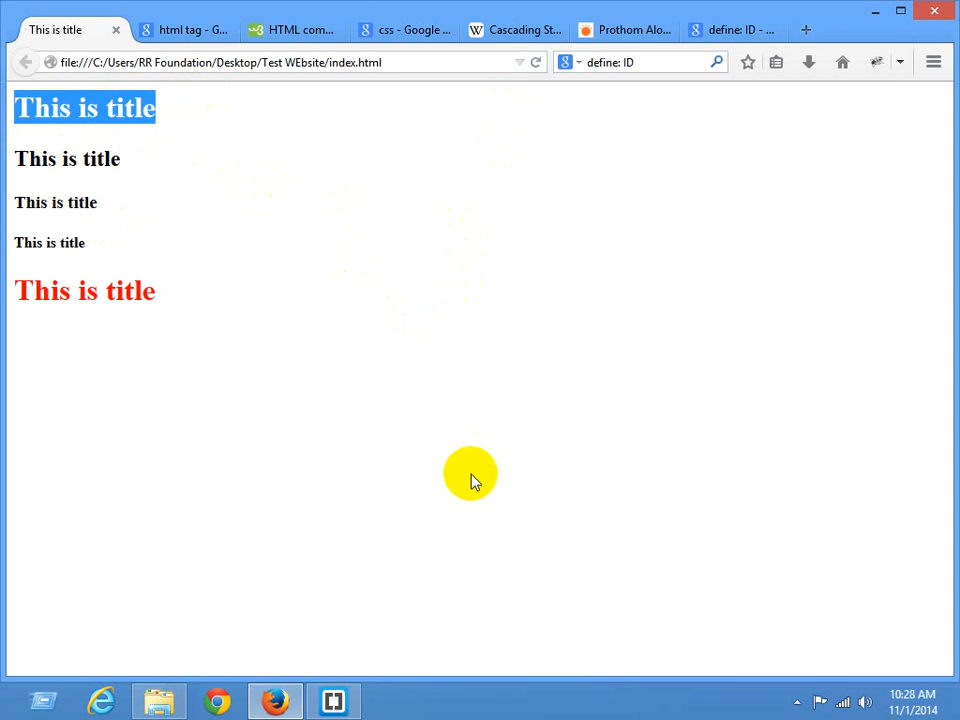 This is title
html tag - G...
HTML com...
css - Google ...
Cascading St...
Prothom Alo...
define: ID - ...
file:///C:/Users/RR Foundation/Desktop/Test WEbsite/index.html
define: ID
This is title
This is title
This is title
This is title
This is title
10:28 AM
11/1/2014